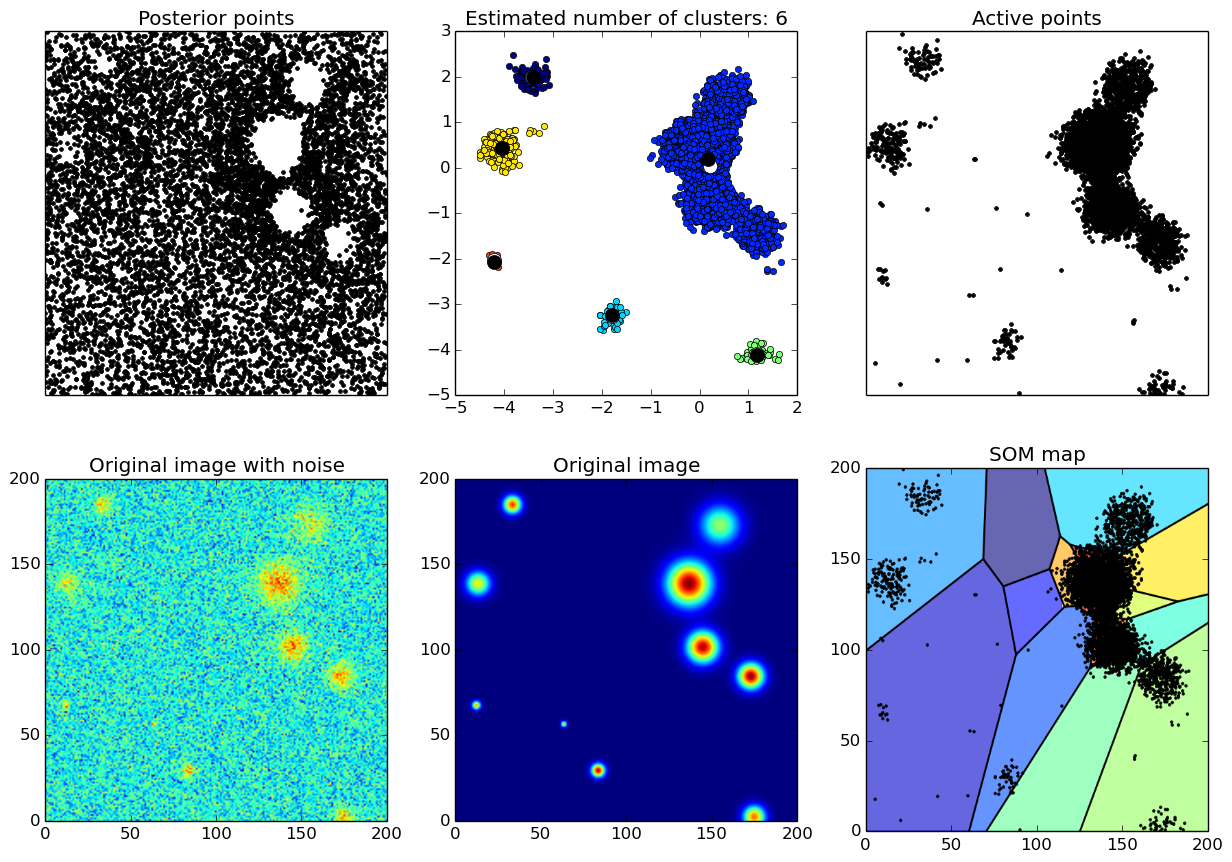 Posterior points
Estimated number of clusters: 6
Active points
3
2
1
0
−1
−2
−3
−4
−5
−5 −4 −3 −2 −1 0 1 2
Original image with noise
Original image
SOM map
200
150
100
50
0
0 50 100 150 200
200
150
100
50
0
0 50 100 150 200
200
150
100
50
0
0 50 100 150 200